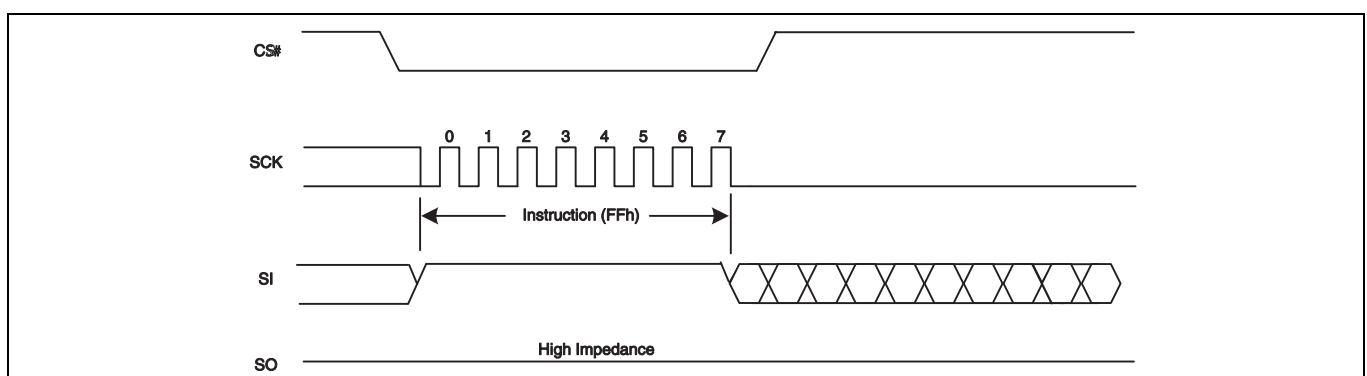 CS#
0 1 2 3 4 5 6 7
SCK
Instruction (FFh)
SI
High Impedance
SO